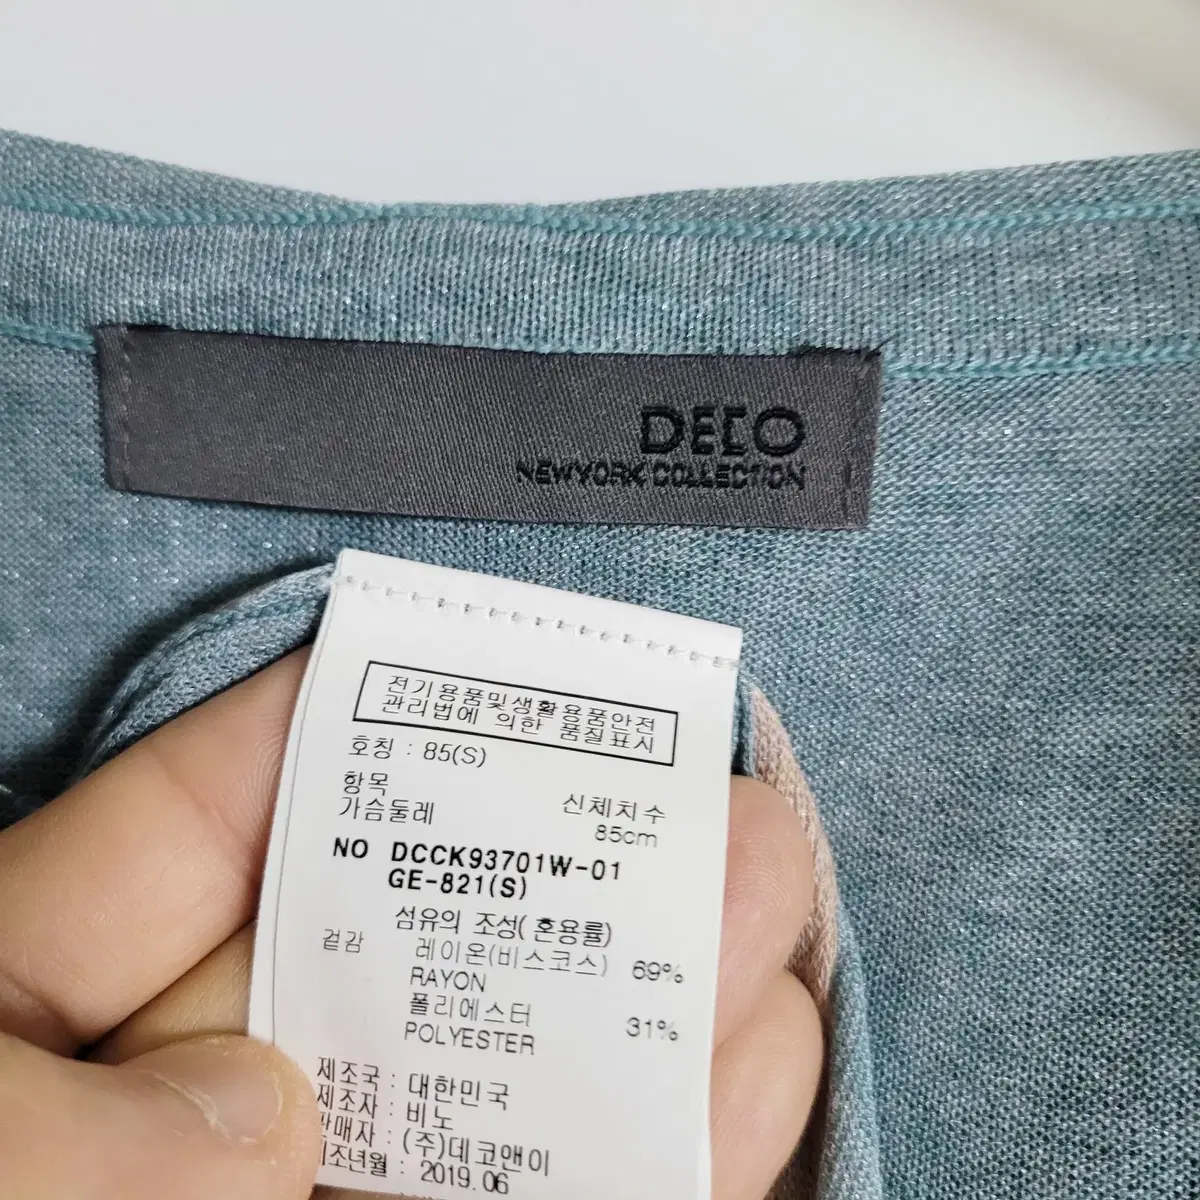 DECO
NEWYORK COLLECTION
전기용품및생활용품안전
관리법에 의한 품질표시
호칭 : 85(S)
항목 신체치수
가슴둘레 85cm
NO DCCK93701W-01
GE-821(S)
섬유의 조성(혼용률)
겉감 레이온(비스코스) 69%
RAYON
폴리에스터 31%
POLYESTER
제조국 : 대한민국
제조자 : 비노
판매자 : (주)데코앤이
제조년월 : 2019.06